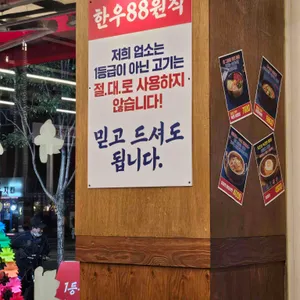 한우88원칙
저희 업소는
1등급이 아닌 고기는
절.대.로 사용하지
않습니다!
믿고 드셔도
됩니다.
1등